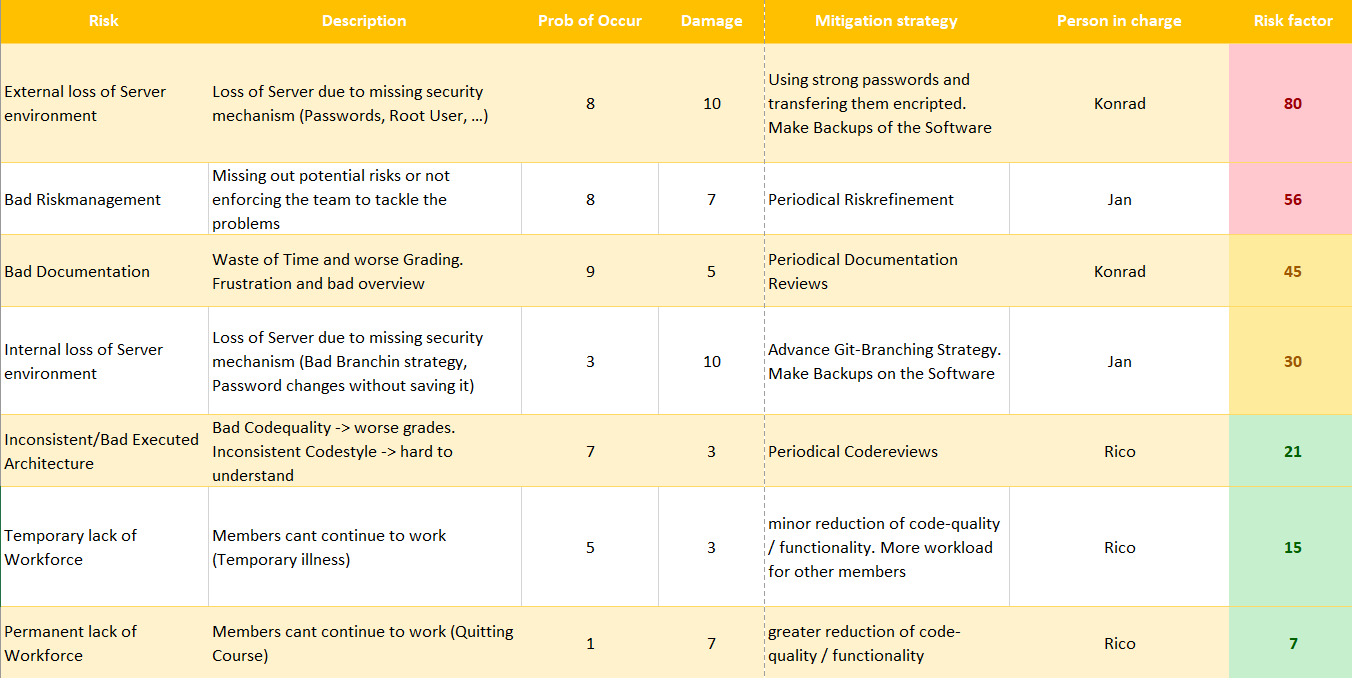 Risk Description Prob of Occur Damage Mitigation strategy Person in charge Risk factor
External loss of Server
environment
Loss of Server due to missing security
mechanism (Passwords, Root User, ...)
8
10
Using strong passwords and
transfering them encripted.
Make Backups of the Software
Konrad
80
Bad Riskmanagement
Missing out potential risks or not
enforcing the team to tackle the
problems
8
7
Periodical Riskrefinement
Jan
56
Bad Documentation
Waste of Time and worse Grading.
Frustration and bad overview
9
5
Periodical Documentation
Reviews
Konrad
45
Internal loss of Server
environment
Loss of Server due to missing security
mechanism (Bad Branchin strategy,
Password changes without saving it)
3
10
Advance Git-Branching Strategy.
Make Backups on the Software
Jan
30
Inconsistent/Bad Executed
Architecture
Bad Codequality -> worse grades.
Inconsistent Codestyle -> hard to
understand
7
3
Periodical Codereviews
Rico
21
Temporary lack of
Workforce
Members cant continue to work
(Temporary illness)
5
3
minor reduction of code-quality
/ functionality. More workload
for other members
Rico
15
Permanent lack of
Workforce
Members cant continue to work (Quitting
Course)
1
7
greater reduction of code-
quality / functionality
Rico
7